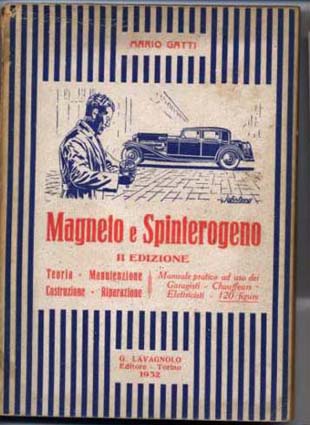 MARIO GATTI
Magneto e Spinterogeno
II EDIZIONE
Teoria - Manutenzione
Costruzione - Riparazione
Manuale pratico ad uso dei
Garagisti - Chauffeurs -
Elettricisti - 120 figure
G. LAVAGNOLO
Editore - Torino
1932